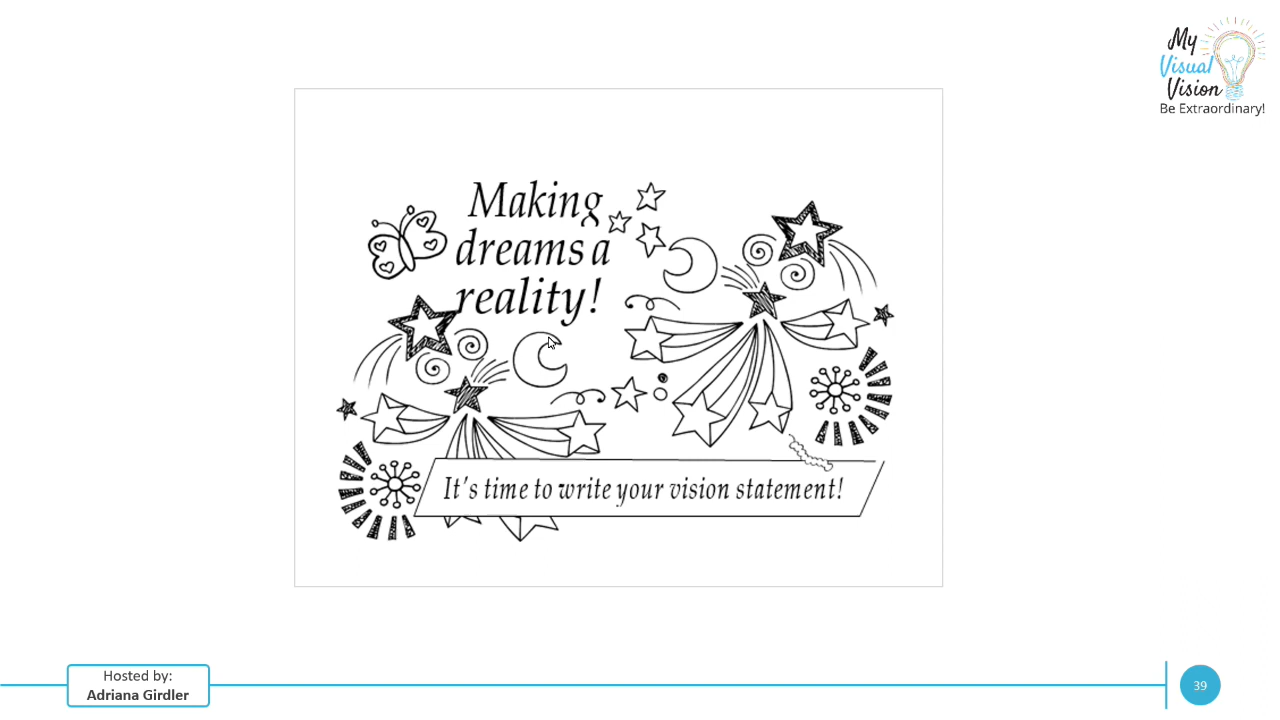 My
Visual
Vision
Be Extraordinary!
Making
dreams a
reality!
It's time to write your vision statement!
Hosted by:
Adriana Girdler
39